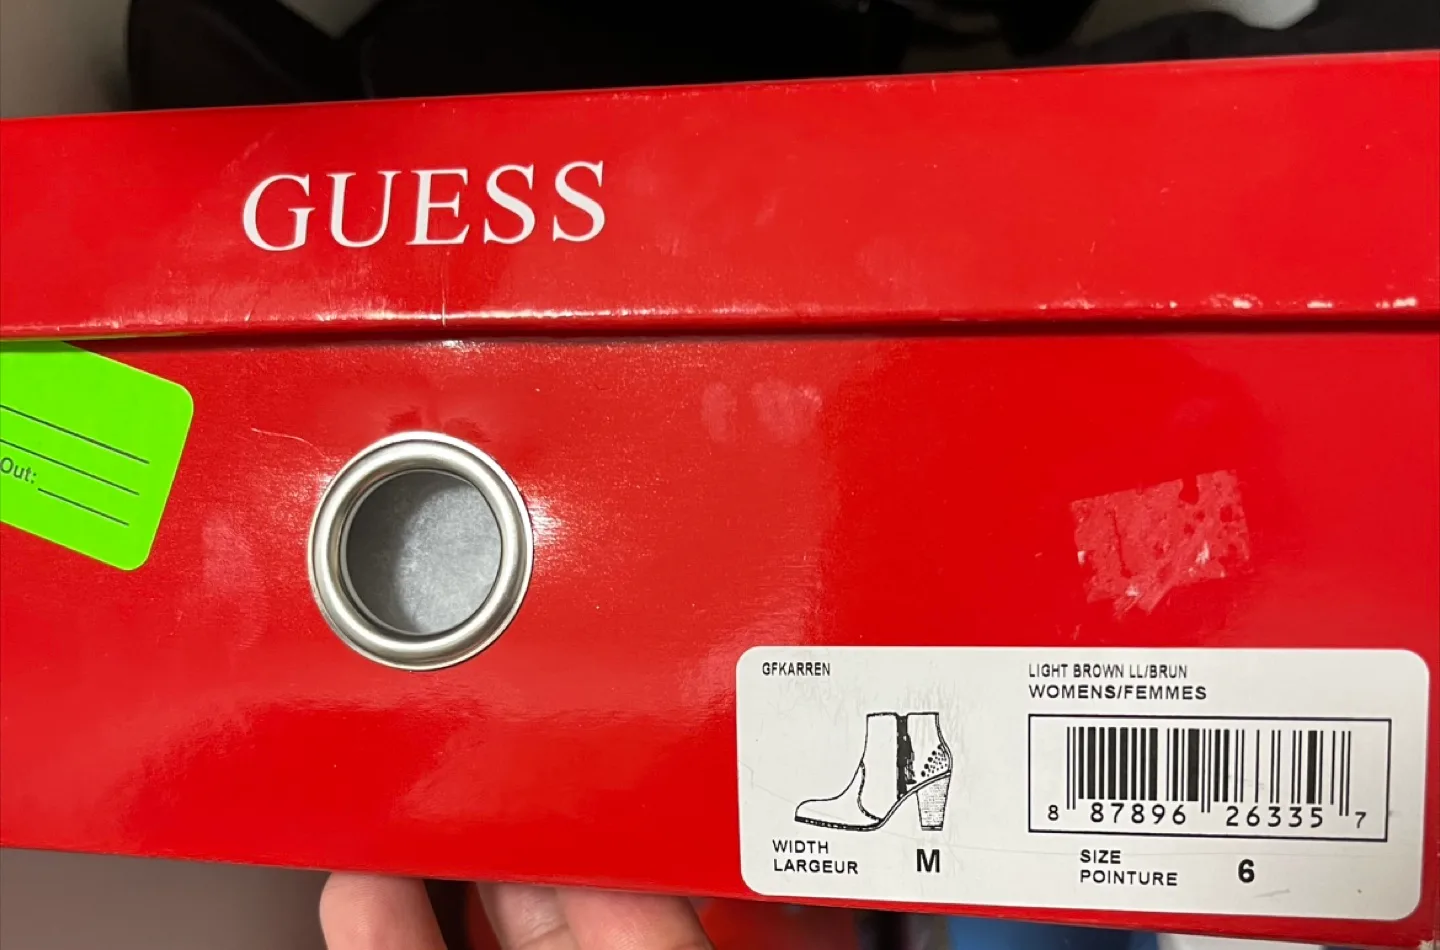 GUESS
Out:
GFKARREN
LIGHT BROWN LL/BRUN
WOMENS/FEMMES
8 87896 26335 7
WIDTH
LARGEUR
M
SIZE
POINTURE
6